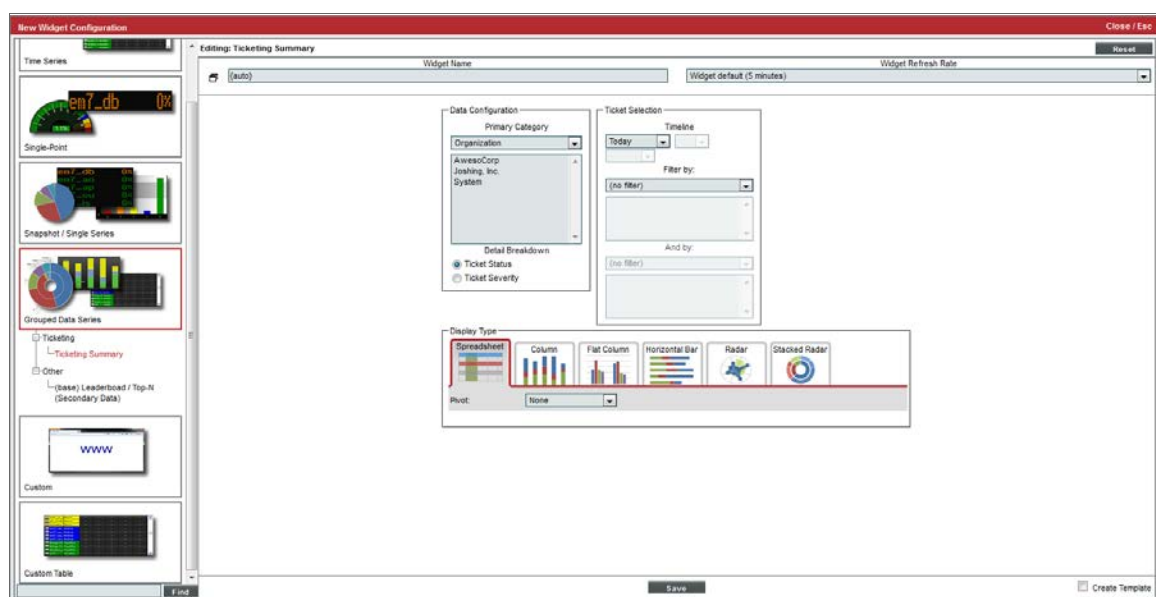 New Widget Configuration
Close / Esc
Time Series
em7_db 0%
Single-Point
Snapshot / Single Series
Grouped Data Series
Ticketing
Ticketing Summary
Other
(base) Leaderboad / Top-N
(Secondary Data)
www
Custom
Custom Table
Find
Editing: Ticketing Summary
Reset
Widget Name
Widget Refresh Rate
{auto}
Widget default (5 minutes)
Data Configuration
Primary Category
Organization
AwesoCorp
Joshing, Inc.
System
Detail Breakdown
Ticket Status
Ticket Severity
Ticket Selection
Timeline
Today
Filter by:
(no filter)
And by:
(no filter)
Display Type
Spreadsheet
Column
Flat Column
Horizontal Bar
Radar
Stacked Radar
Pivot:
None
Save
Create Template